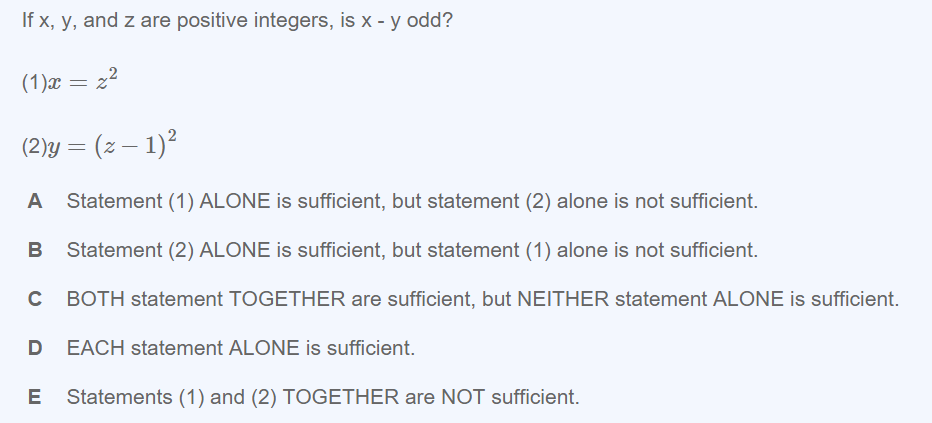 If x, y, and z are positive integers, is x - y odd?
(1)x = z²
(2)y = (z − 1)²
A Statement (1) ALONE is sufficient, but statement (2) alone is not sufficient.
B Statement (2) ALONE is sufficient, but statement (1) alone is not sufficient.
C BOTH statement TOGETHER are sufficient, but NEITHER statement ALONE is sufficient.
D EACH statement ALONE is sufficient.
E Statements (1) and (2) TOGETHER are NOT sufficient.